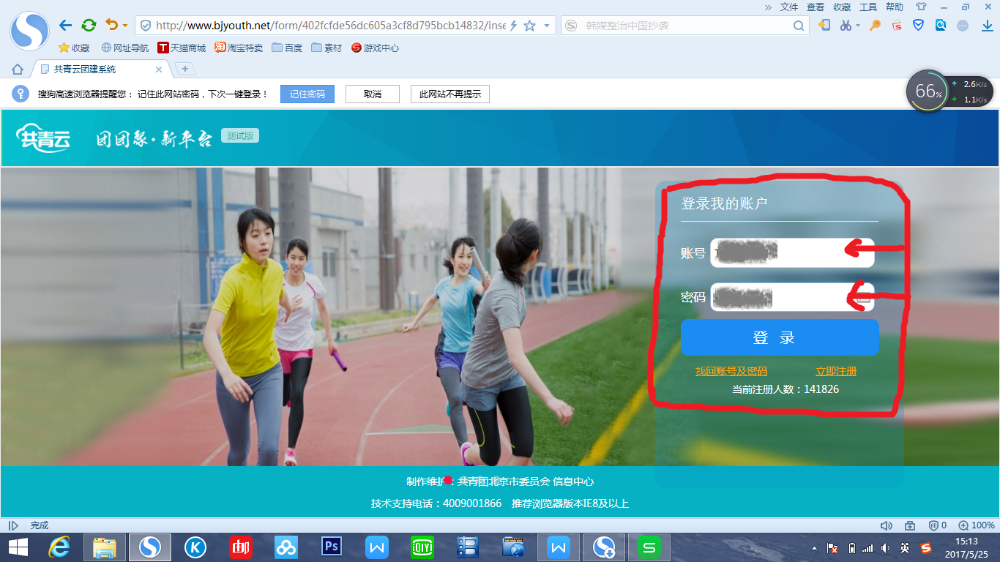 文件 查看 收藏 工具 帮助
http://www.bjyouth.net/form/402fcfde56dc605a3cf8d795bcb14832/inse
韩媒整治中国抄袭
收藏 网址导航 T 天猫商城 淘 淘宝特卖 百度 素材 S 游戏中心
共青云团建系统
搜狗高速浏览器提醒您： 记住此网站密码，下次一键登录！ 记住密码 取消 此网站不再提示
66% 2.6K/s
1.1K/s
共青云 团团聚·新平台 测试版
登录我的账户
账号
密码
登 录
找回账号及密码 立即注册
当前注册人数：141826
制作维护：共青团北京市委员会 信息中心
技术支持电话：4009001866 推荐浏览器版本IE8及以上
完成 0 100%
K 邮 Ps W iQIY W S 英 S
15:13
2017/5/25